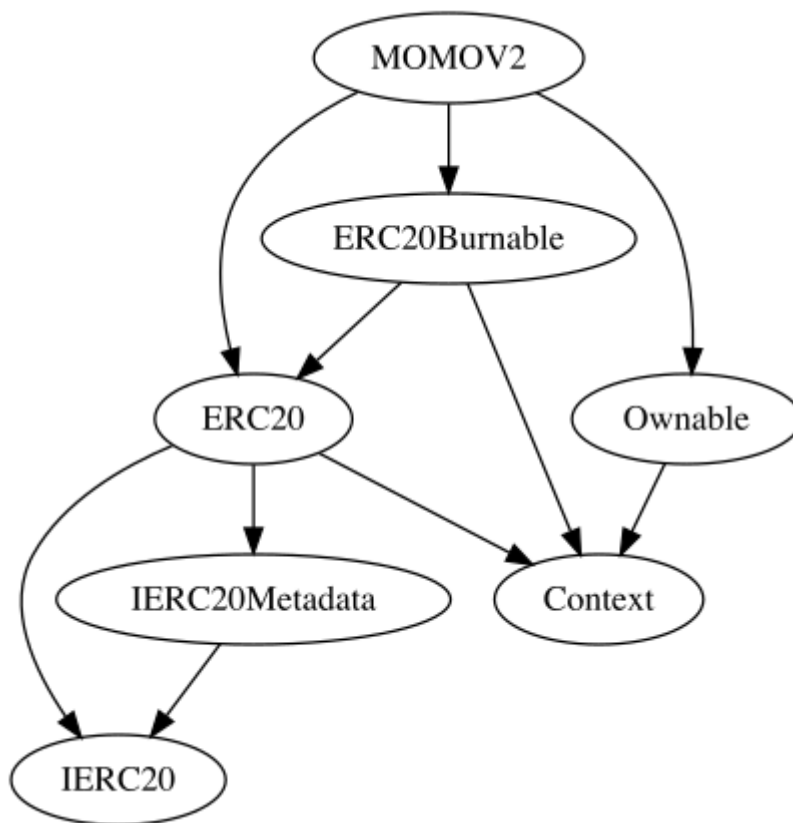 MOMOV2
ERC20Burnable
ERC20
Ownable
IERC20Metadata
Context
IERC20